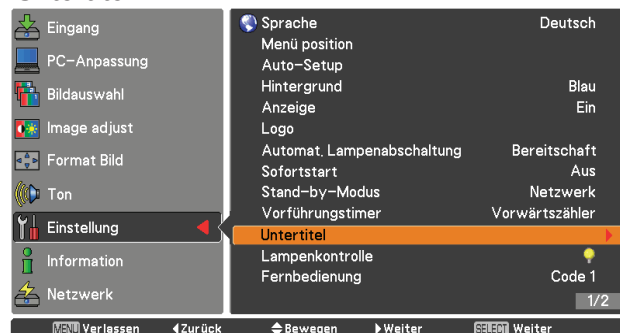 Eingang
PC-Anpassung
Bildauswahl
Image adjust
Format Bild
Ton
Einstellung
Information
Netzwerk
Sprache Deutsch
Menü position
Auto-Setup
Hintergrund Blau
Anzeige Ein
Logo
Automat. Lampenabschaltung Bereitschaft
Sofortstart Aus
Stand-by-Modus Netzwerk
Vorführungstimer Vorwärtszähler
Untertitel
Lampenkontrolle
Fernbedienung Code 1
1/2
MENU Verlassen Zurück Bewegen Weiter SELECT Weiter